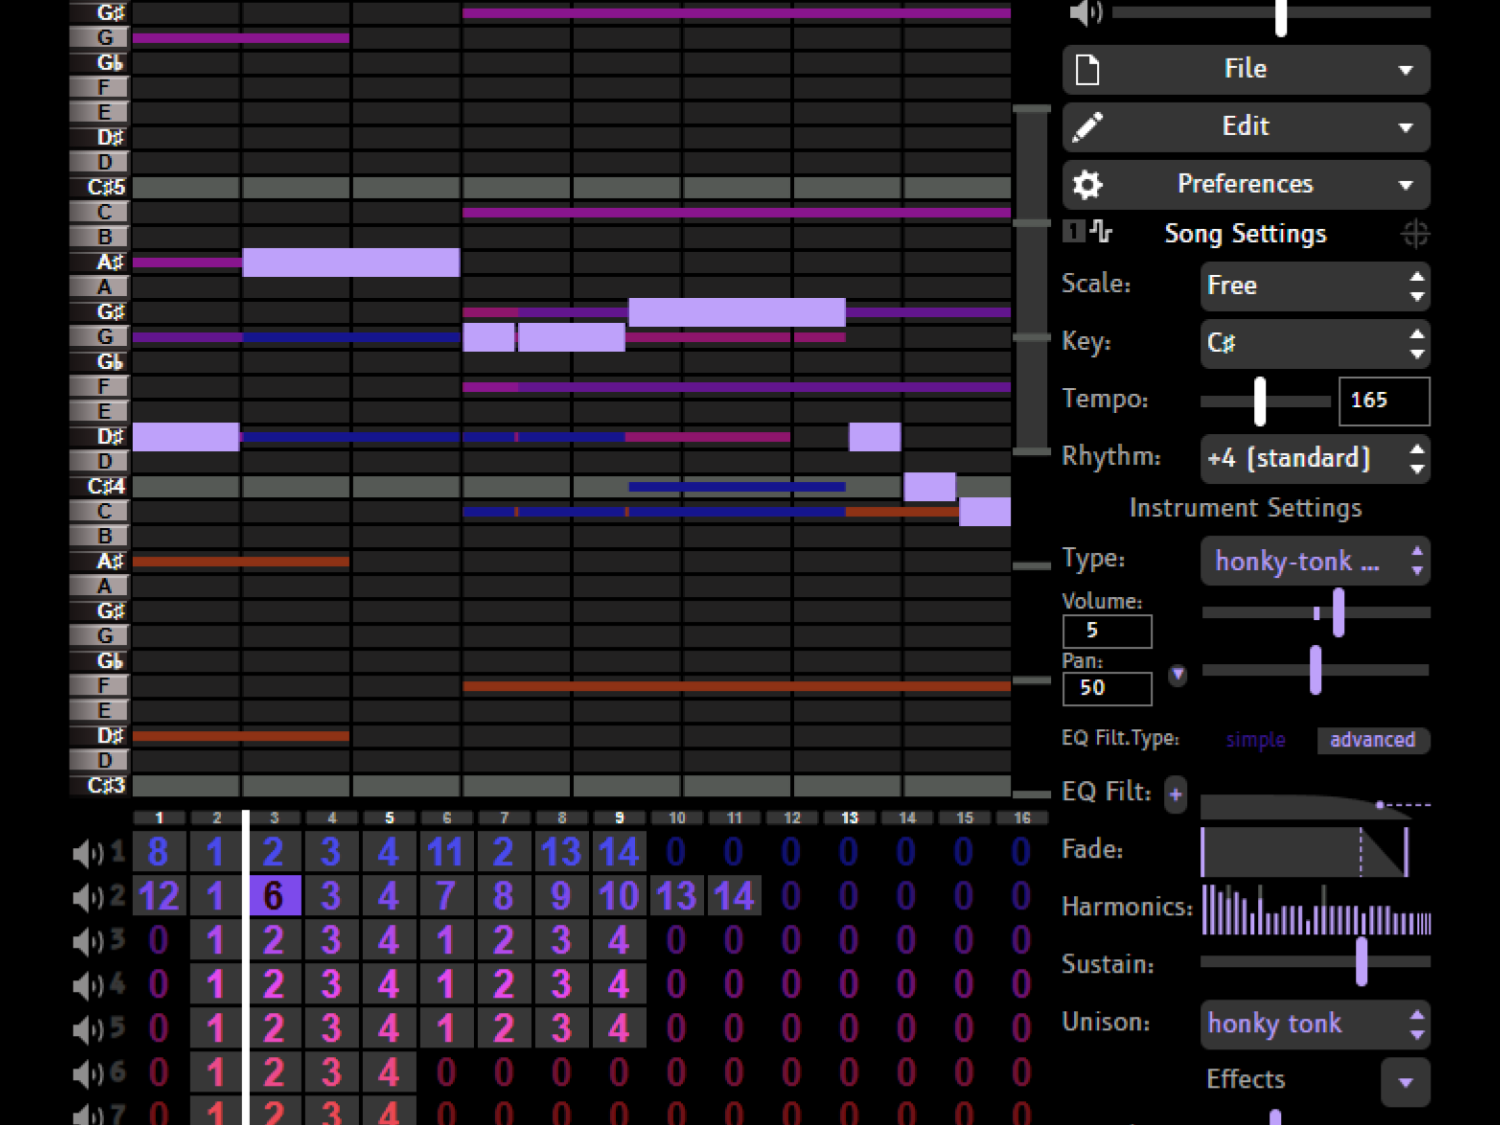 G♯
G
G♭
F
E
D♯
D
C♯5
C
B
A♯
A
G♯
G
G♭
F
E
D♯
D
C♯4
C
B
A♯
A
G♯
G
G♭
F
E
D♯
D
C♯3
1 2 3 4 5 6 7 8 9 10 11 12 13 14 15 16
1 8 1 2 3 4 11 2 13 14 0 0 0 0 0 0 0
2 12 1 6 3 4 7 8 9 10 13 14 0 0 0 0 0
3 0 1 2 3 4 1 2 3 4 0 0 0 0 0 0 0
4 0 1 2 3 4 1 2 3 4 0 0 0 0 0 0 0
5 0 1 2 3 4 1 2 3 4 0 0 0 0 0 0 0
6 0 1 2 3 4 0 0 0 0 0 0 0 0 0 0 0
7 0 1 2 3 4 0 0 0 0 0 0 0 0 0 0 0
File
Edit
Preferences
1 Song Settings
Scale: Free
Key: C♯
Tempo: 165
Rhythm: +4 (standard)
Instrument Settings
Type: honky-tonk ...
Volume:
5
Pan:
50
EQ Filt.Type: simple advanced
EQ Filt: +
Fade:
Harmonics:
Sustain:
Unison: honky tonk
Effects